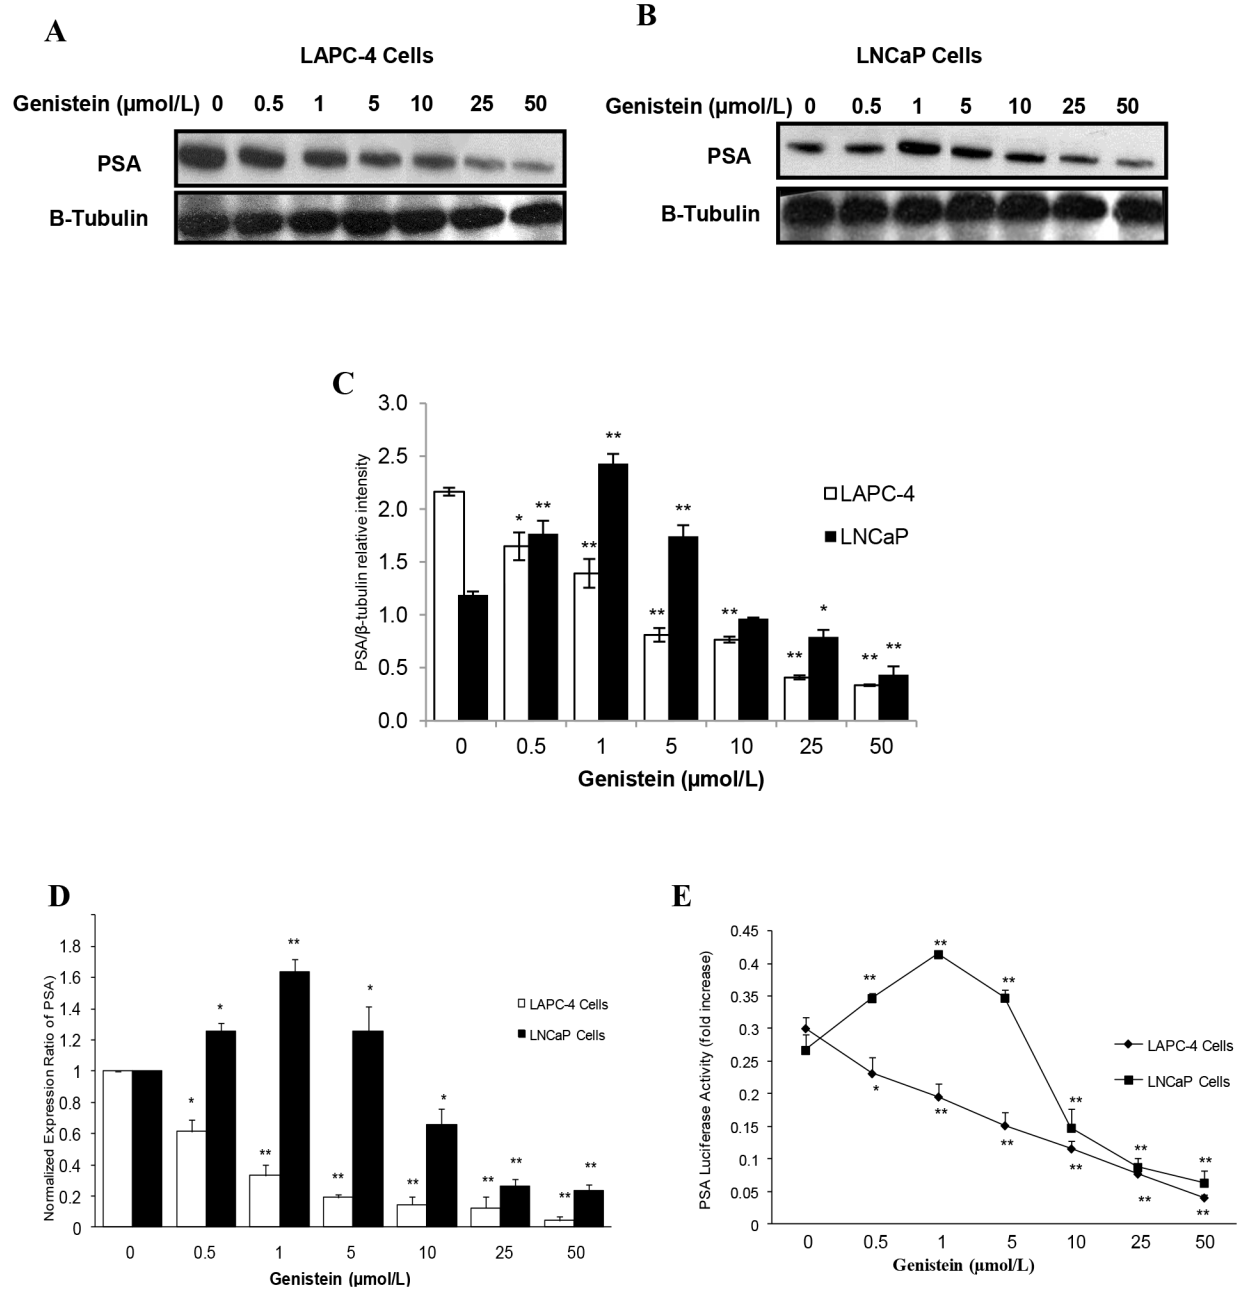 A
LAPC-4 Cells
Genistein (µmol/L) 0 0.5 1 5 10 25 50
PSA
B-Tubulin
B
LNCaP Cells
Genistein (µmol/L) 0 0.5 1 5 10 25 50
PSA
B-Tubulin
C
PSA/β-tubulin relative intensity
3.0
2.5
2.0
1.5
1.0
0.5
0.0
** 
* ** ** **
** ** *
** ** **
LAPC-4
LNCaP
0 0.5 1 5 10 25 50
Genistein (µmol/L)
D
Normalized Expression Ratio of PSA)
1.8
1.6
1.4
1.2
1
0.8
0.6
0.4
0.2
0
**
* *
* *
** ** ** ** ** ** **
LAPC-4 Cells
LNCaP Cells
0 0.5 1 5 10 25 50
Genistein (µmol/L)
E
PSA Luciferase Activity (fold increase)
0.45
0.4
0.35
0.3
0.25
0.2
0.15
0.1
0.05
0
** ** ** ** ** **
* ** ** ** ** **
LAPC-4 Cells
LNCaP Cells
0 0.5 1 5 10 25 50
Genistein (µmol/L)